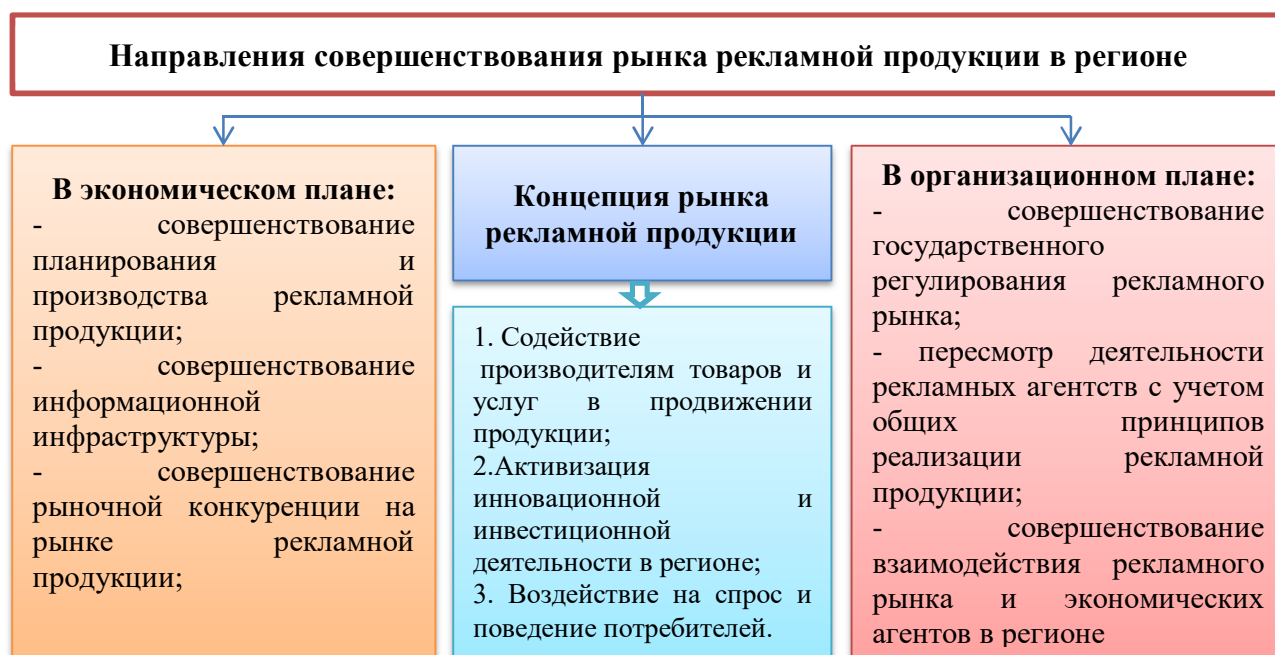 Направления совершенствования рынка рекламной продукции в регионе
В экономическом плане:
- совершенствование
планирования и
производства рекламной
продукции;
- совершенствование
информационной
инфраструктуры;
- совершенствование
рыночной конкуренции на
рынке рекламной
продукции;
Концепция рынка
рекламной продукции
1. Содействие
производителям товаров и
услуг в продвижении
продукции;
2.Активизация
инновационной и
инвестиционной
деятельности в регионе;
3. Воздействие на спрос и
поведение потребителей.
В организационном плане:
- совершенствование
государственного
регулирования рекламного
рынка;
- пересмотр деятельности
рекламных агентств с учетом
общих принципов
реализации рекламной
продукции;
- совершенствование
взаимодействия рекламного
рынка и экономических
агентов в регионе